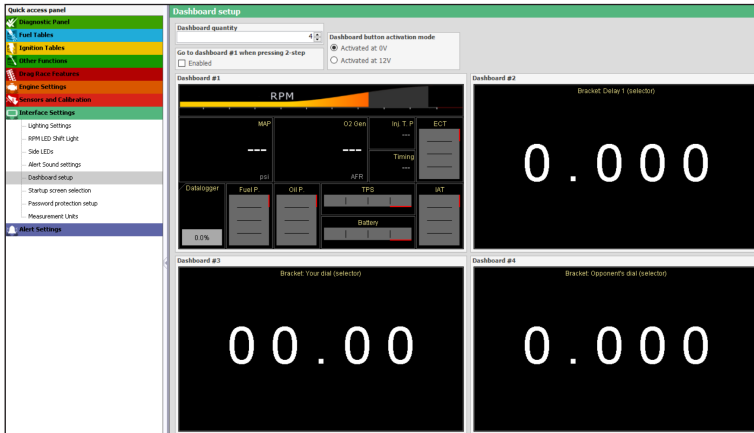 Quick access panel
Diagnostic Panel
Fuel Tables
Ignition Tables
Other Functions
Drag Race Features
Engine Settings
Sensors and Calibration
Interface Settings
Lighting Settings
RPM LED Shift Light
Side LEDs
Alert Sound settings
Dashboard setup
Startup screen selection
Password protection setup
Measurement Units
Alert Settings
Dashboard setup
Dashboard quantity
4
Go to dashboard #1 when pressing 2-step
Enabled
Dashboard button activation mode
Activated at 0V
Activated at 12V
Dashboard #1
RPM
MAP
---
psi
O2 Gen
---
AFR
Inj. T. P
---
Timing
---
ECT
Datalogger
0.0%
Fuel P.
Oil P.
TPS
Battery
IAT
Dashboard #2
Bracket: Delay 1 (selector)
0.000
Dashboard #3
Bracket: Your dial (selector)
00.00
Dashboard #4
Bracket: Opponent's dial (selector)
0.000